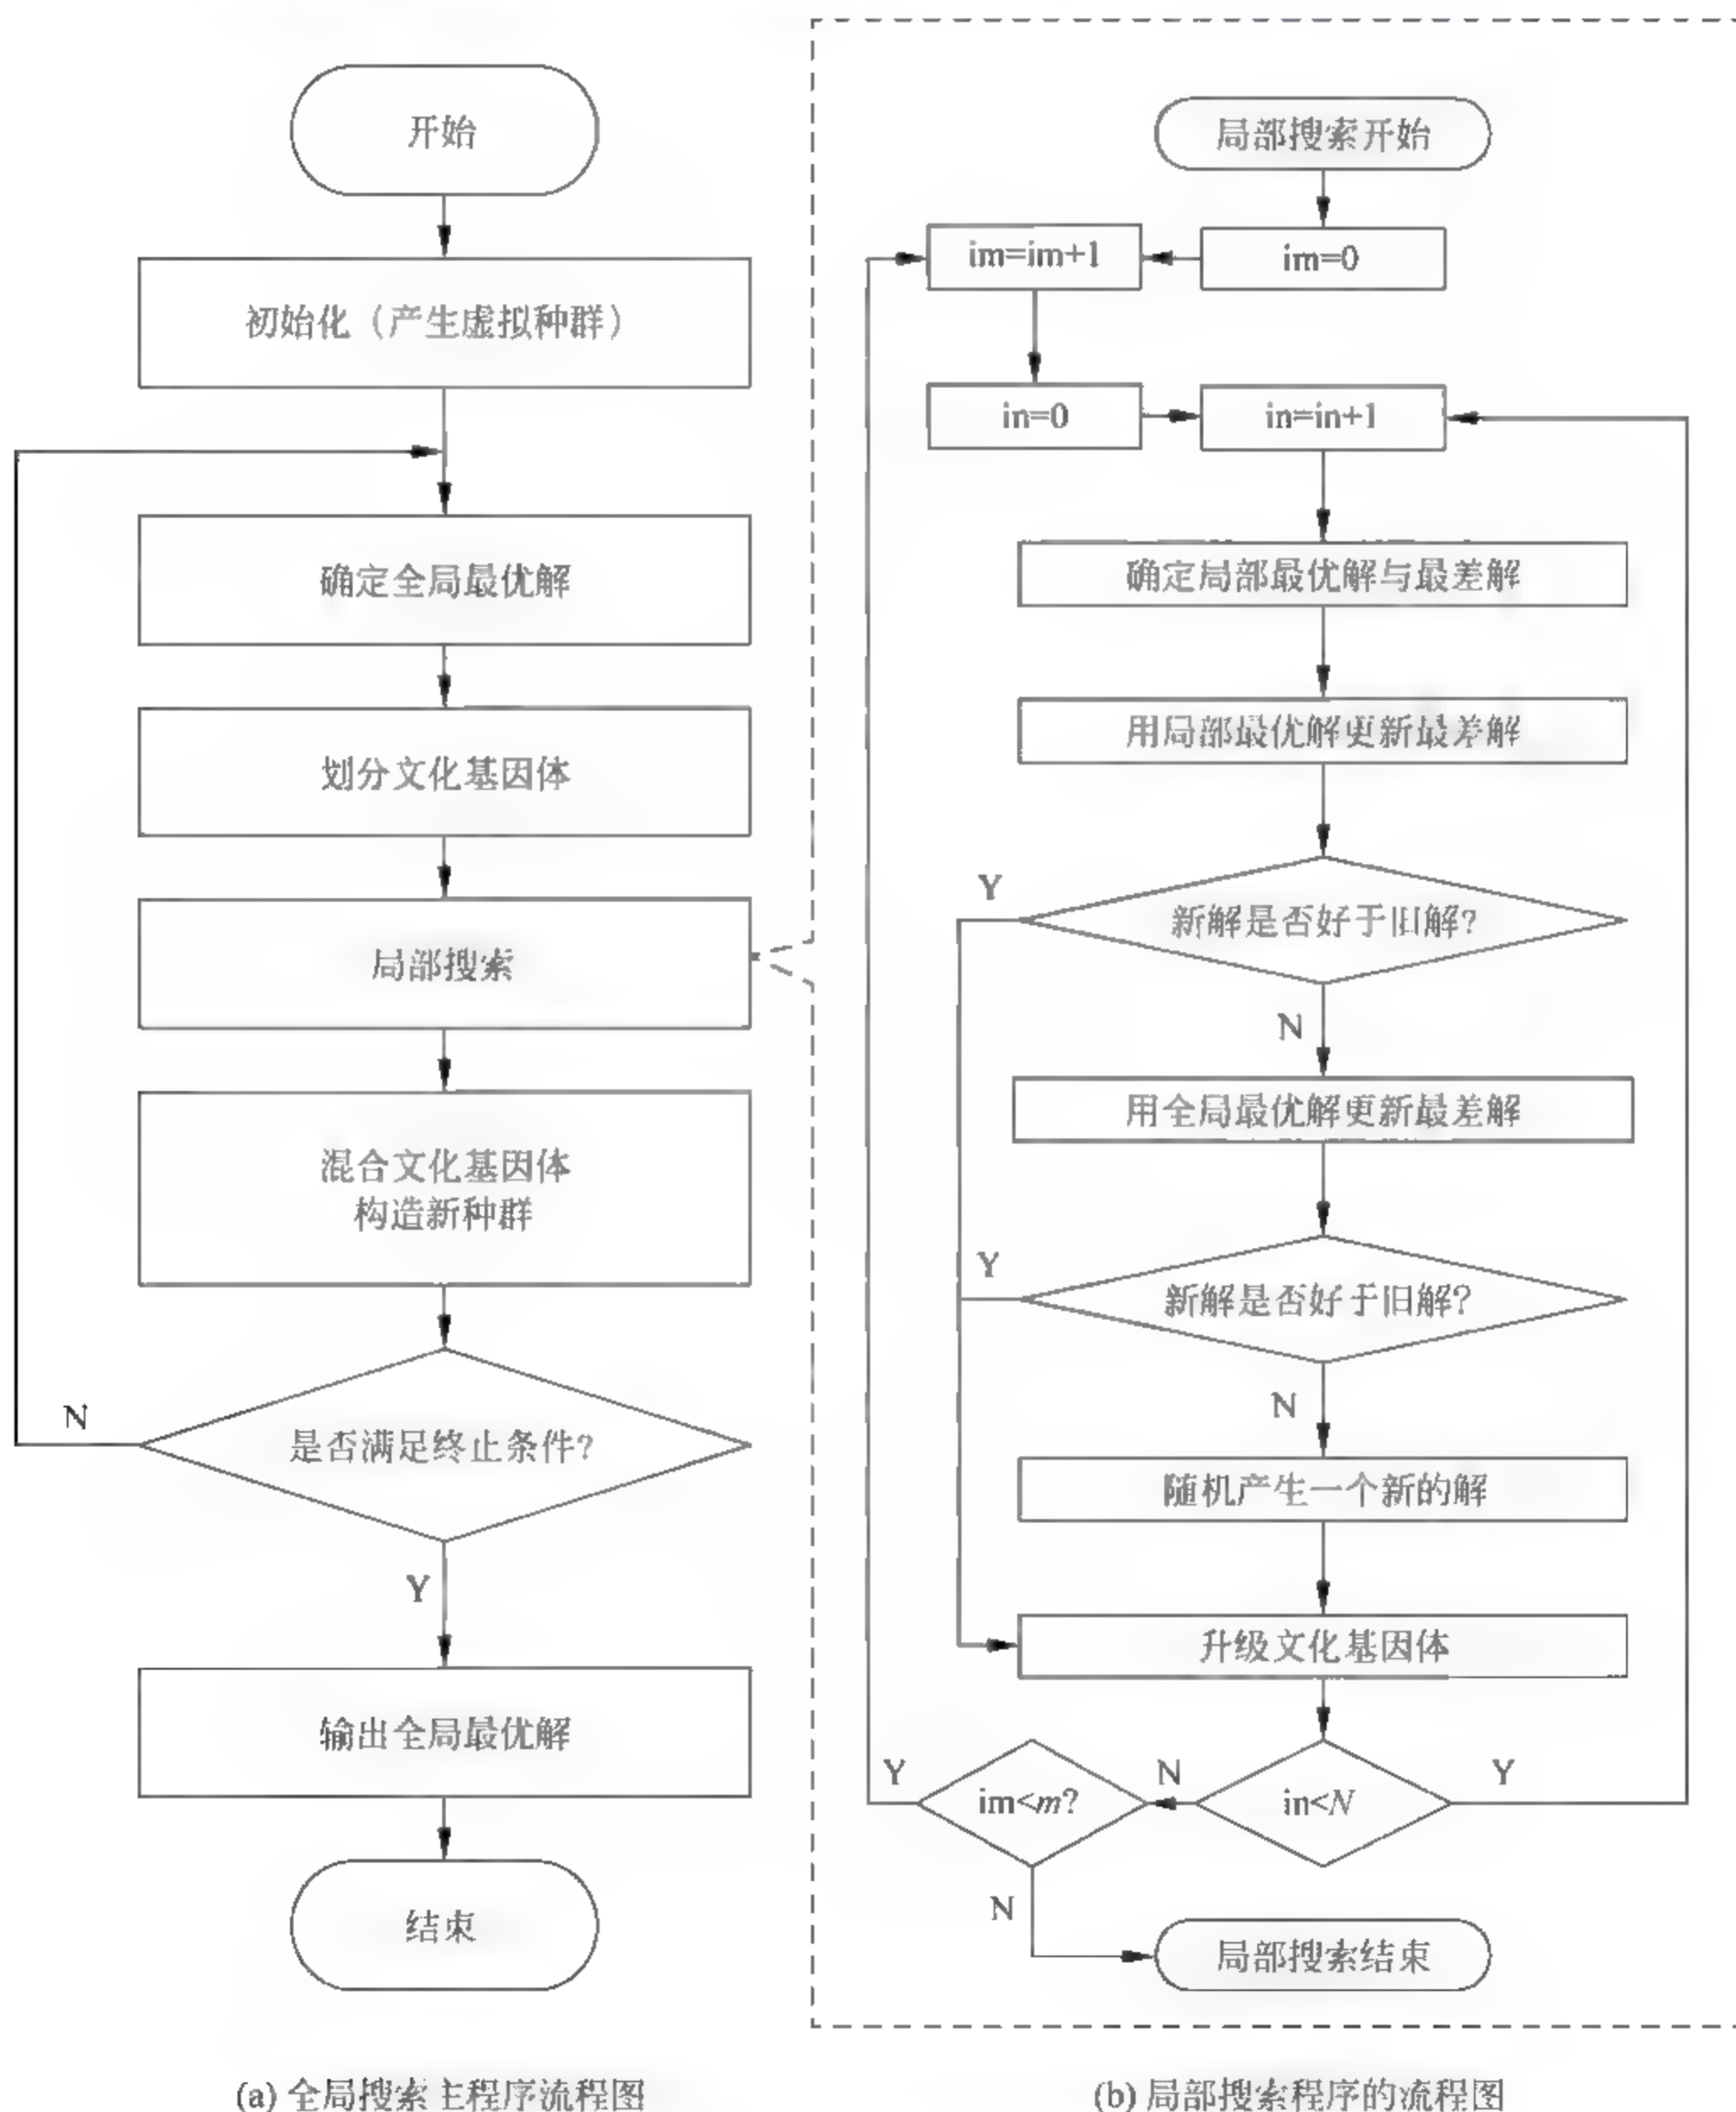 开始
初始化（产生虚拟种群）
确定全局最优解
划分文化基因体
局部搜索
混合文化基因体
构造新种群
是否满足终止条件?
N
Y
输出全局最优解
结束
(a) 全局搜索主程序流程图
局部搜索开始
im=im+1
im=0
in=0
in=in+1
确定局部最优解与最差解
用局部最优解更新最差解
Y
新解是否好于旧解?
N
用全局最优解更新最差解
Y
新解是否好于旧解?
N
随机产生一个新的解
升级文化基因体
Y
im<m?
N
in<N
Y
N
局部搜索结束
(b) 局部搜索程序的流程图